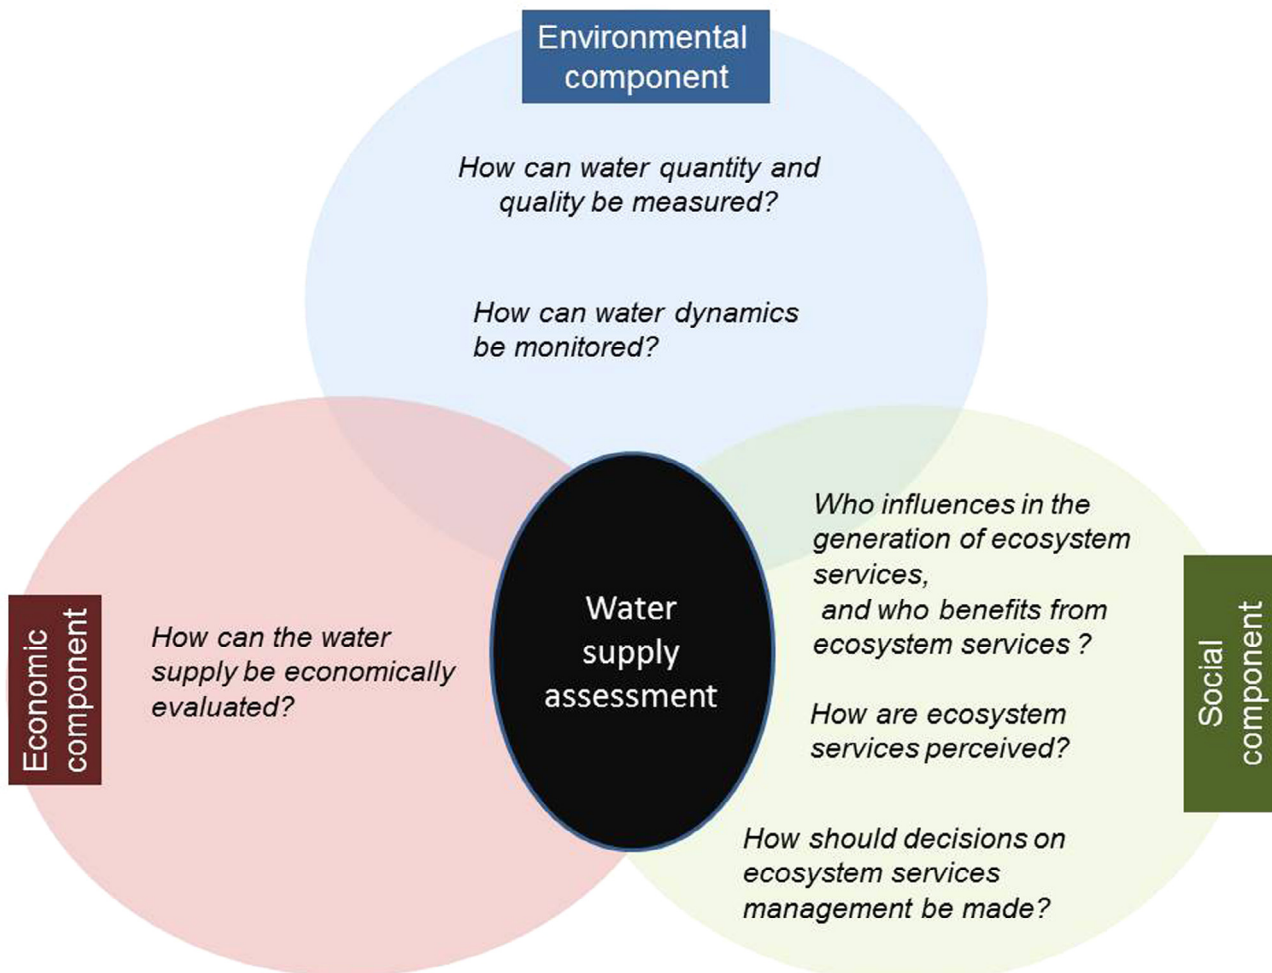 Environmental
component
How can water quantity and
quality be measured?
How can water dynamics
be monitored?
Economic
component
How can the water
supply be economically
evaluated?
Water
supply
assessment
Who influences in the
generation of ecosystem
services,
and who benefits from
ecosystem services ?
How are ecosystem
services perceived?
How should decisions on
ecosystem services
management be made?
Social
component